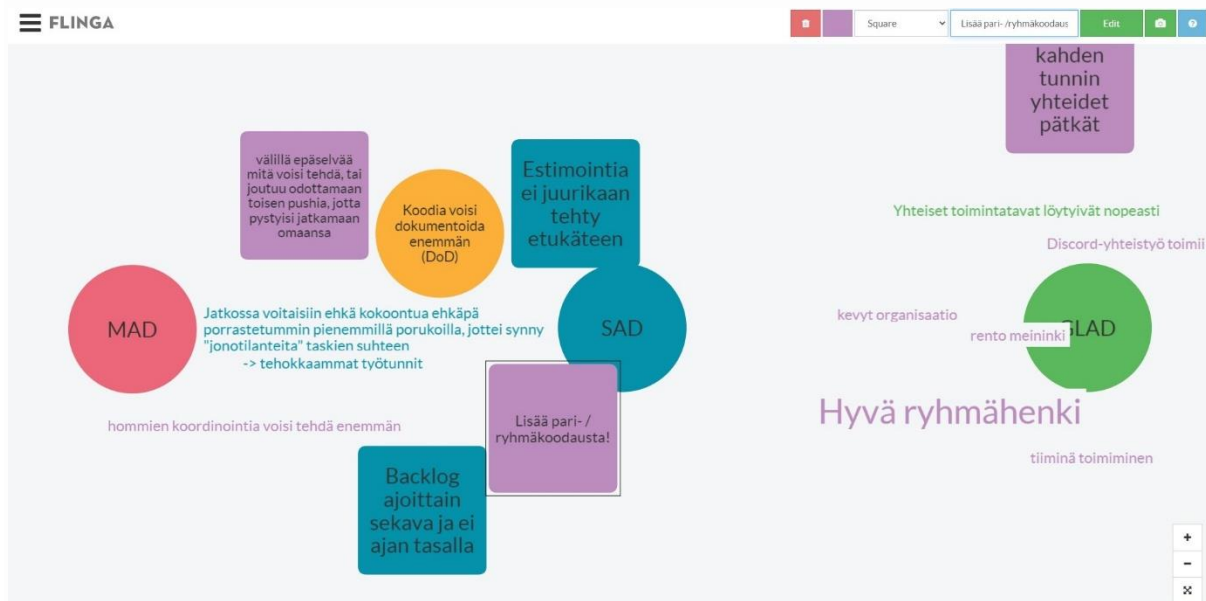 FLINGA
Square
Lisää pari- /ryhmäkoodaus
Edit
kahden
tunnin
yhteidet
pätkät
välillä epäselvää
mitä voisi tehdä, tai
joutuu odottamaan
toisen pushia, jotta
pystyisi jatkamaan
omaansa
Koodia voisi
dokumentoida
enemmän
(DoD)
Estimointia
ei juurikaan
tehty
etukäteen
Yhteiset toimintatavat löytyivät nopeasti
Discord-yhteistyö toimii
MAD
Jatkossa voitaisiin ehkä kokoontua ehkäpä
porrastetummin pienemmillä porukoilla, jottei synny
"jonotilanteita" taskien suhteen
-> tehokkaammat työtunnit
SAD
kevyt organisaatio
rento meininki
GLAD
Hyvä ryhmähenki
hommien koordinointia voisi tehdä enemmän
Lisää pari- /
ryhmäkoodausta!
tiiminä toimiminen
Backlog
ajoittain
sekava ja ei
ajan tasalla